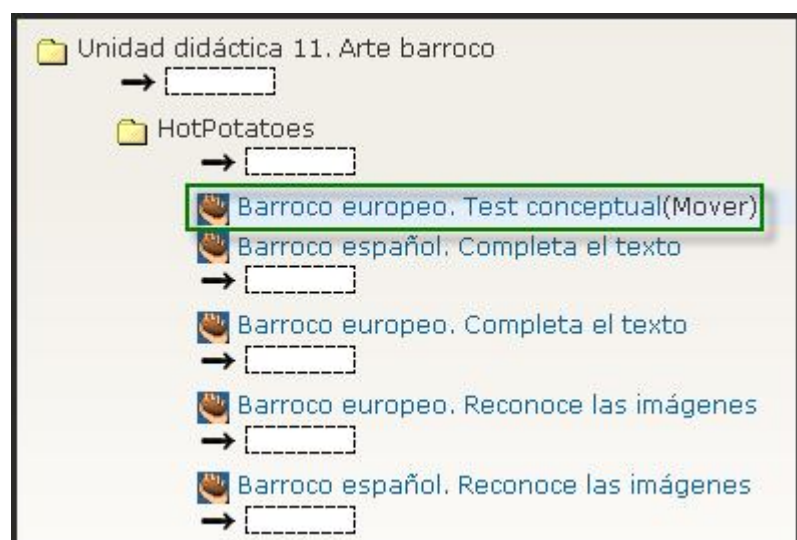 Unidad didáctica 11. Arte barroco
HotPotatoes
Barroco europeo. Test conceptual(Mover)
Barroco español. Completa el texto
Barroco europeo. Completa el texto
Barroco europeo. Reconoce las imágenes
Barroco español. Reconoce las imágenes